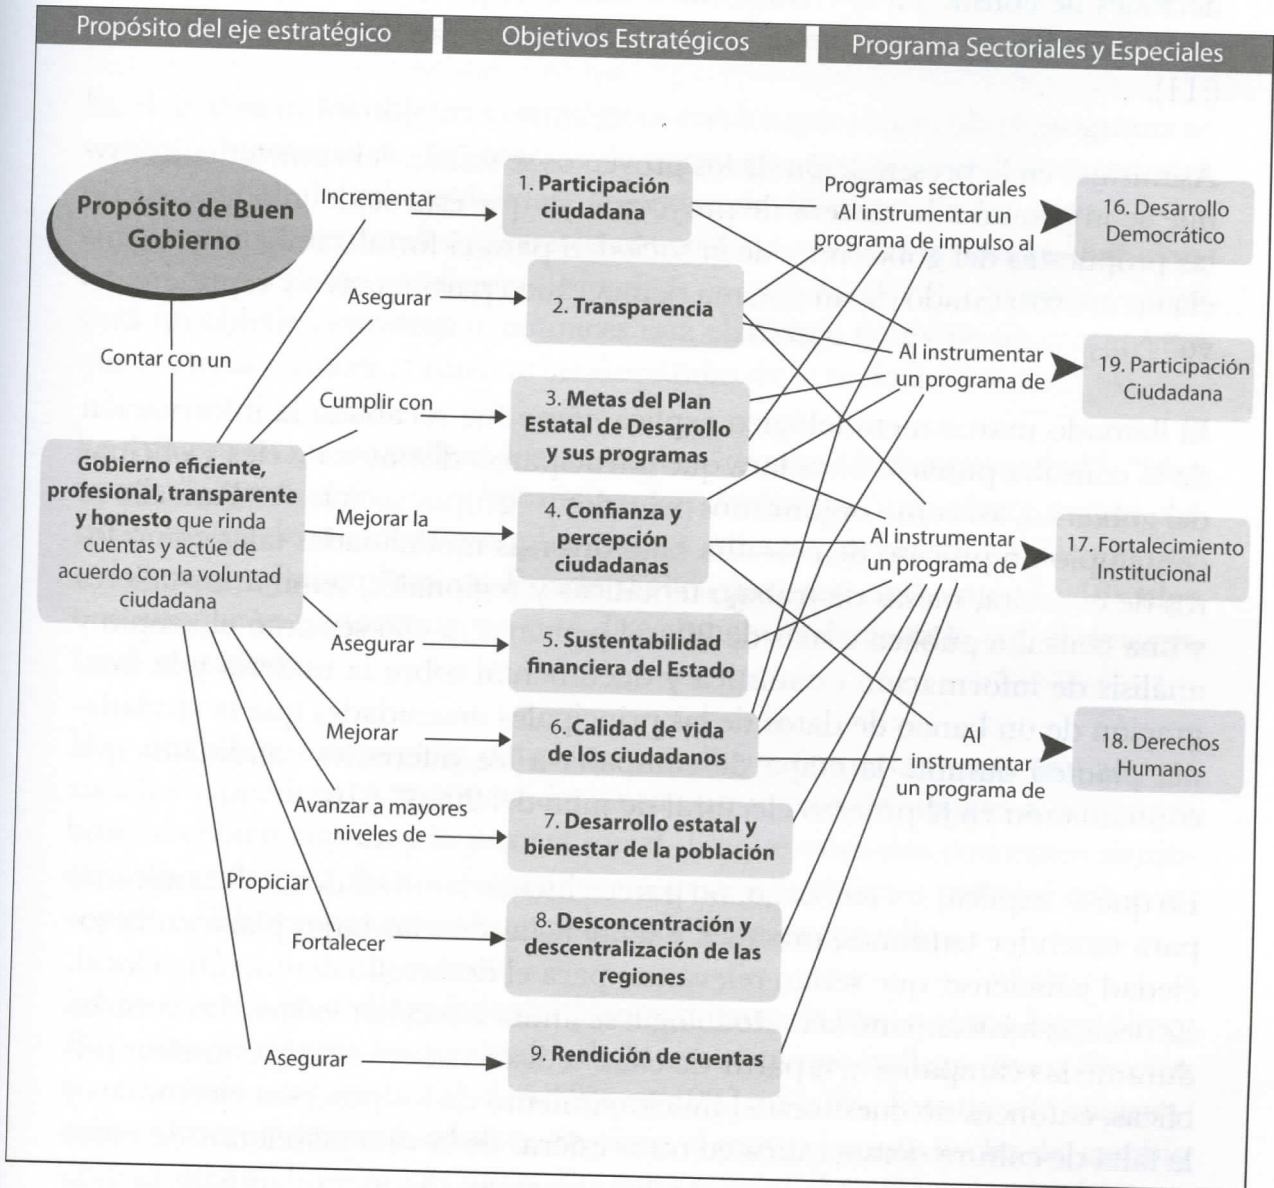 Propósito del eje estratégico
Objetivos Estratégicos
Programa Sectoriales y Especiales
Propósito de Buen
Gobierno
Contar con un
Gobierno eficiente,
profesional, transparente
y honesto que rinda
cuentas y actúe de
acuerdo con la voluntad
ciudadana
Incrementar
Asegurar
Cumplir con
Mejorar la
Asegurar
Mejorar
Avanzar a mayores
niveles de
Propiciar
Fortalecer
Asegurar
1. Participación
ciudadana
2. Transparencia
3. Metas del Plan
Estatal de Desarrollo
y sus programas
4. Confianza y
percepción
ciudadanas
5. Sustentabilidad
financiera del Estado
6. Calidad de vida
de los ciudadanos
7. Desarrollo estatal y
bienestar de la población
8. Desconcentración y
descentralización de las
regiones
9. Rendición de cuentas
Programas sectoriales
Al instrumentar un
programa de impulso al
Al instrumentar
un programa de
Al instrumentar
un programa de
Al
instrumentar
un programa de
16. Desarrollo
Democrático
19. Participación
Ciudadana
17. Fortalecimiento
Institucional
18. Derechos
Humanos